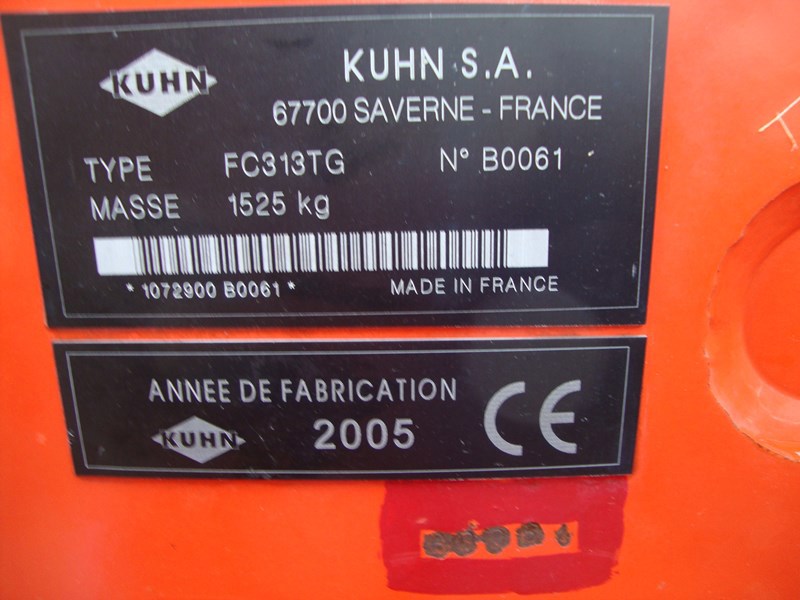 KUHN
KUHN S.A.
67700 SAVERNE - FRANCE
TYPE FC313TG N° B0061
MASSE 1525 kg
* 1072900 B0061 * MADE IN FRANCE
ANNEE DE FABRICATION
KUHN 2005 CE